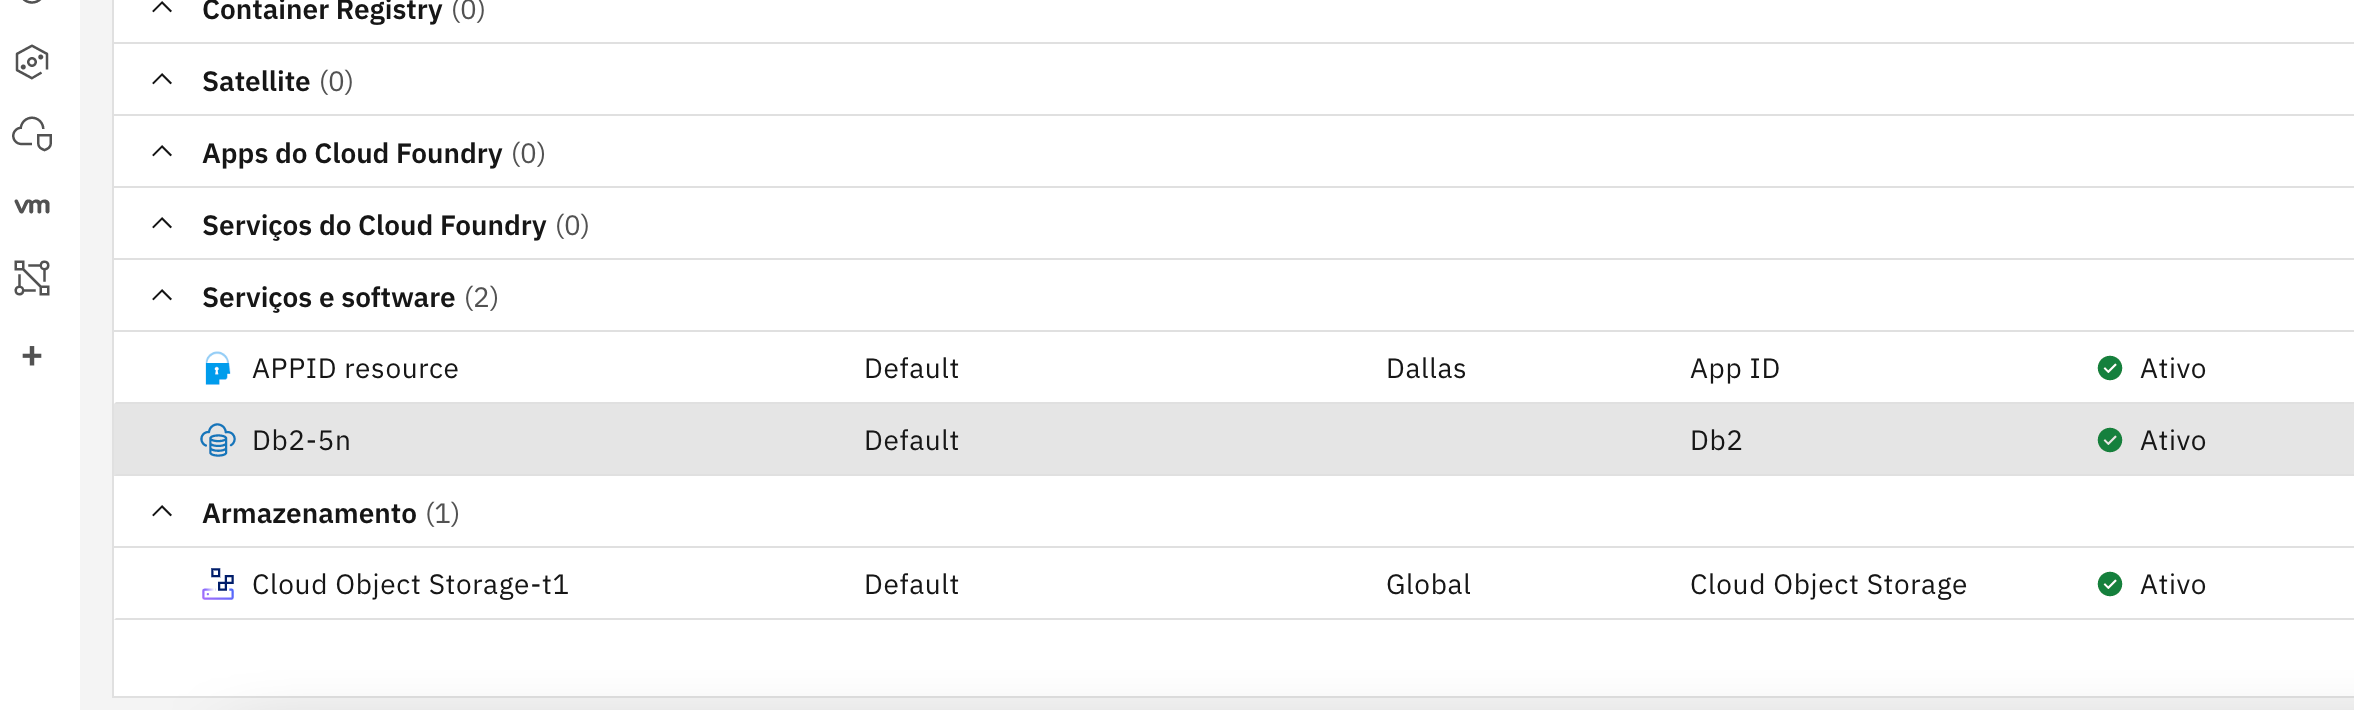 Container Registry (0)
Satellite (0)
Apps do Cloud Foundry (0)
vm
Serviços do Cloud Foundry (0)
Serviços e software (2)
APPID resource Default Dallas App ID Ativo
Db2-5n Default Db2 Ativo
Armazenamento (1)
Cloud Object Storage-t1 Default Global Cloud Object Storage Ativo